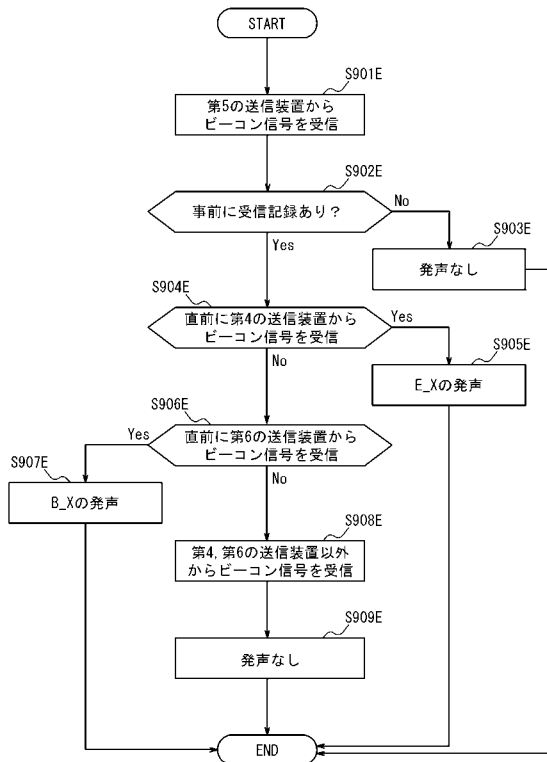 START
S901E
第5の送信装置から
ビーコン信号を受信
S902E
事前に受信記録あり？
No
Yes
S903E
発声なし
S904E
直前に第4の送信装置から
ビーコン信号を受信
Yes
No
S905E
E_Xの発声
S906E
直前に第6の送信装置から
ビーコン信号を受信
Yes
No
S907E
B_Xの発声
S908E
第4,第6の送信装置以外
からビーコン信号を受信
S909E
発声なし
END